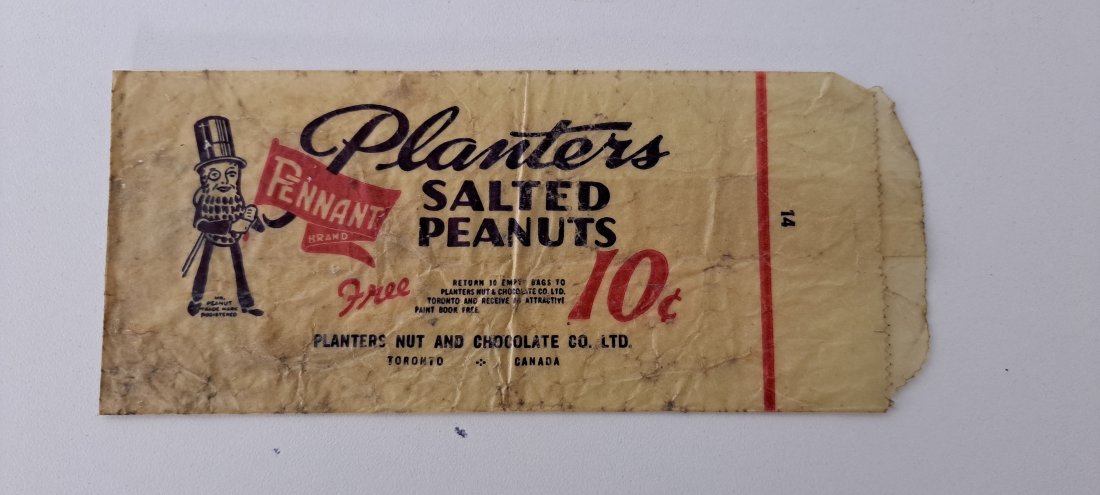 Planters
PENNANT
BRAND
SALTED
PEANUTS
10¢
Free
RETURN 10 EMPTY BAGS TO
PLANTERS NUT & CHOCOLATE CO. LTD.
TORONTO AND RECEIVE AN ATTRACTIVE
PAINT BOOK FREE.
MR.
PEANUT
TRADE MARK
REGISTERED
PLANTERS NUT AND CHOCOLATE CO. LTD.
TORONTO CANADA
14